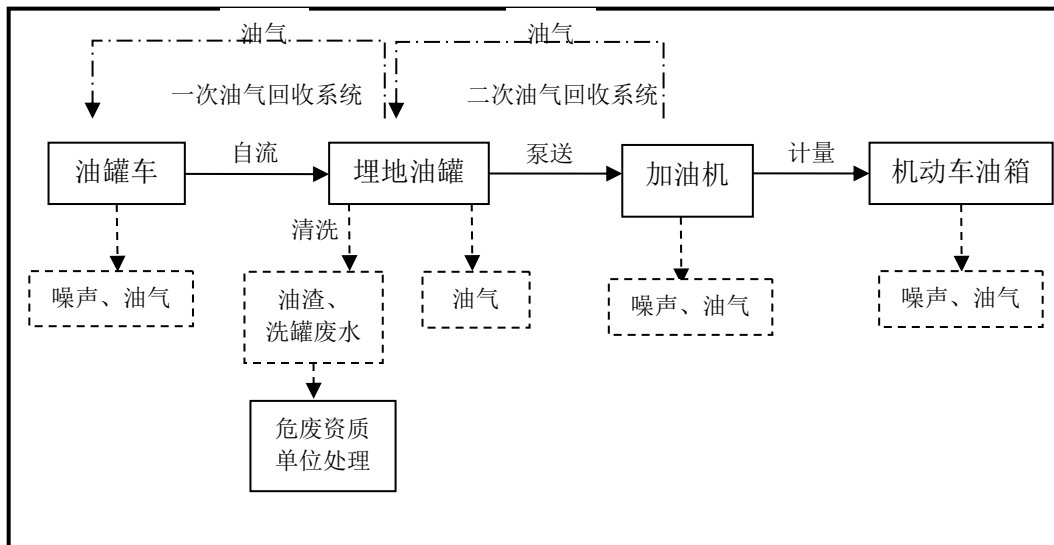 油气
油气
一次油气回收系统
二次油气回收系统
油罐车
自流
埋地油罐
泵送
加油机
计量
机动车油箱
清洗
噪声、油气
油渣、
洗罐废水
油气
噪声、油气
噪声、油气
危废资质
单位处理